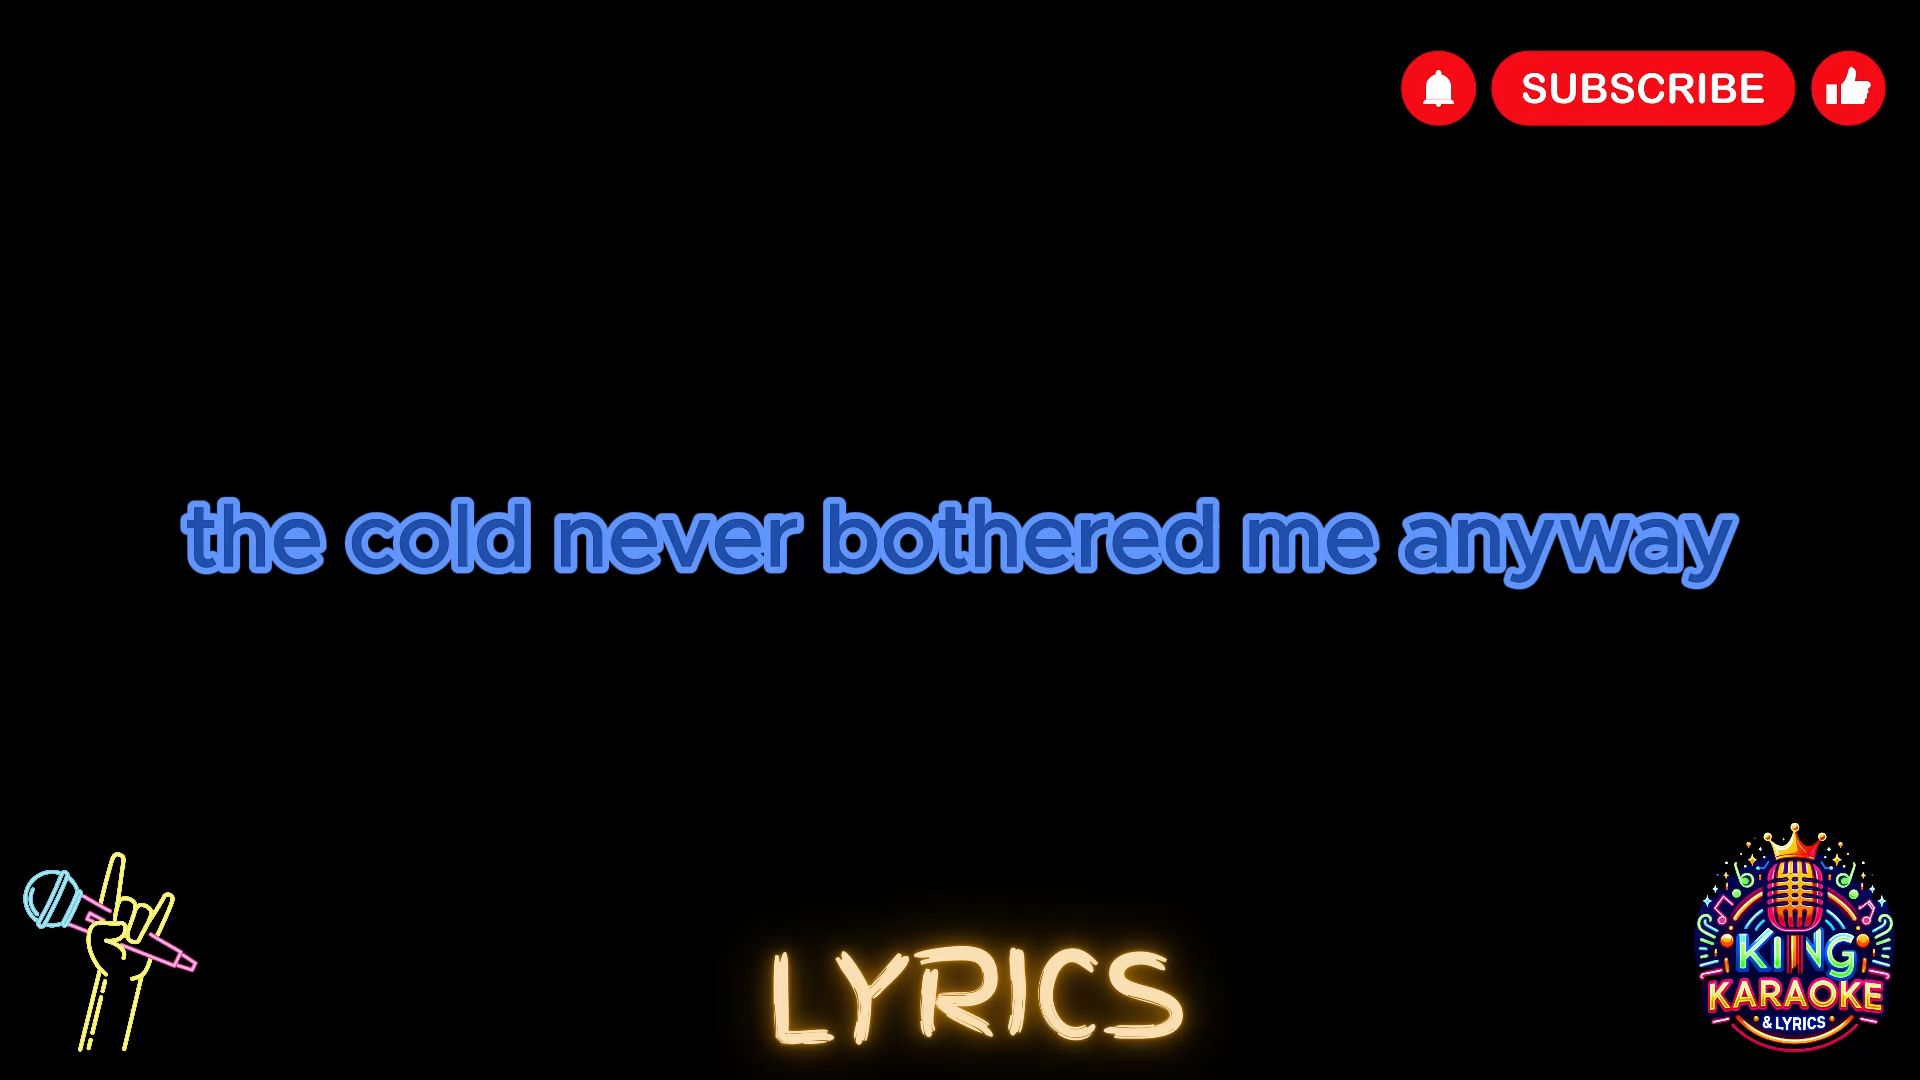 SUBSCRIBE
the cold never bothered me anyway
LYRICS
KING
KARAOKE
& LYRICS